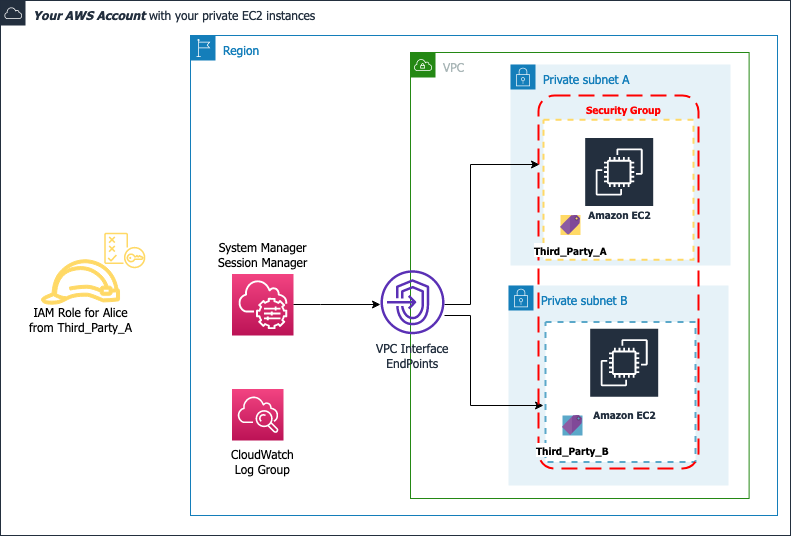 Your AWS Account with your private EC2 instances
Region
VPC
Private subnet A
Security Group
Amazon EC2
Third_Party_A
System Manager
Session Manager
IAM Role for Alice
from Third_Party_A
VPC Interface
EndPoints
Private subnet B
Amazon EC2
Third_Party_B
CloudWatch
Log Group